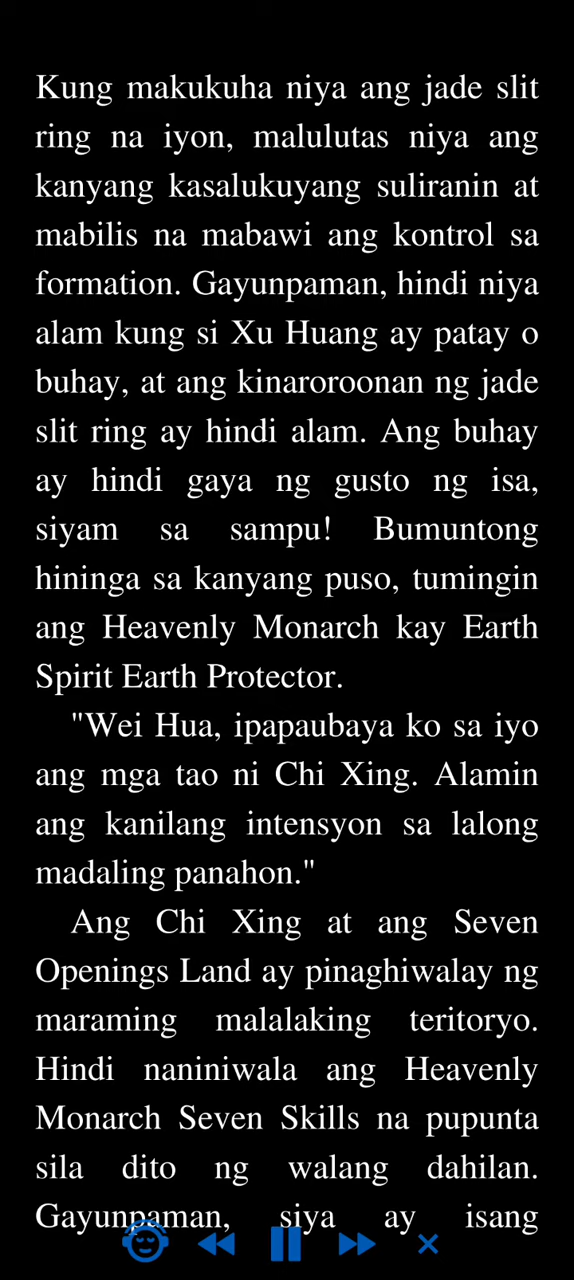 Kung makukuha niya ang jade slit
ring na iyon, malulutas niya ang
kanyang kasalukuyang suliranin at
mabilis na mabawi ang kontrol sa
formation. Gayunpaman, hindi niya
alam kung si Xu Huang ay patay o
buhay, at ang kinaroroonan ng jade
slit ring ay hindi alam. Ang buhay
ay hindi gaya ng gusto ng isa,
siyam sa sampu! Bumuntong
hininga sa kanyang puso, tumingin
ang Heavenly Monarch kay Earth
Spirit Earth Protector.
"Wei Hua, ipapaubaya ko sa iyo
ang mga tao ni Chi Xing. Alamin
ang kanilang intensyon sa lalong
madaling panahon."
Ang Chi Xing at ang Seven
Openings Land ay pinaghiwalay ng
maraming malalaking teritoryo.
Hindi naniniwala ang Heavenly
Monarch Seven Skills na pupunta
sila dito ng walang dahilan.
Gayunpaman, siya ay isang